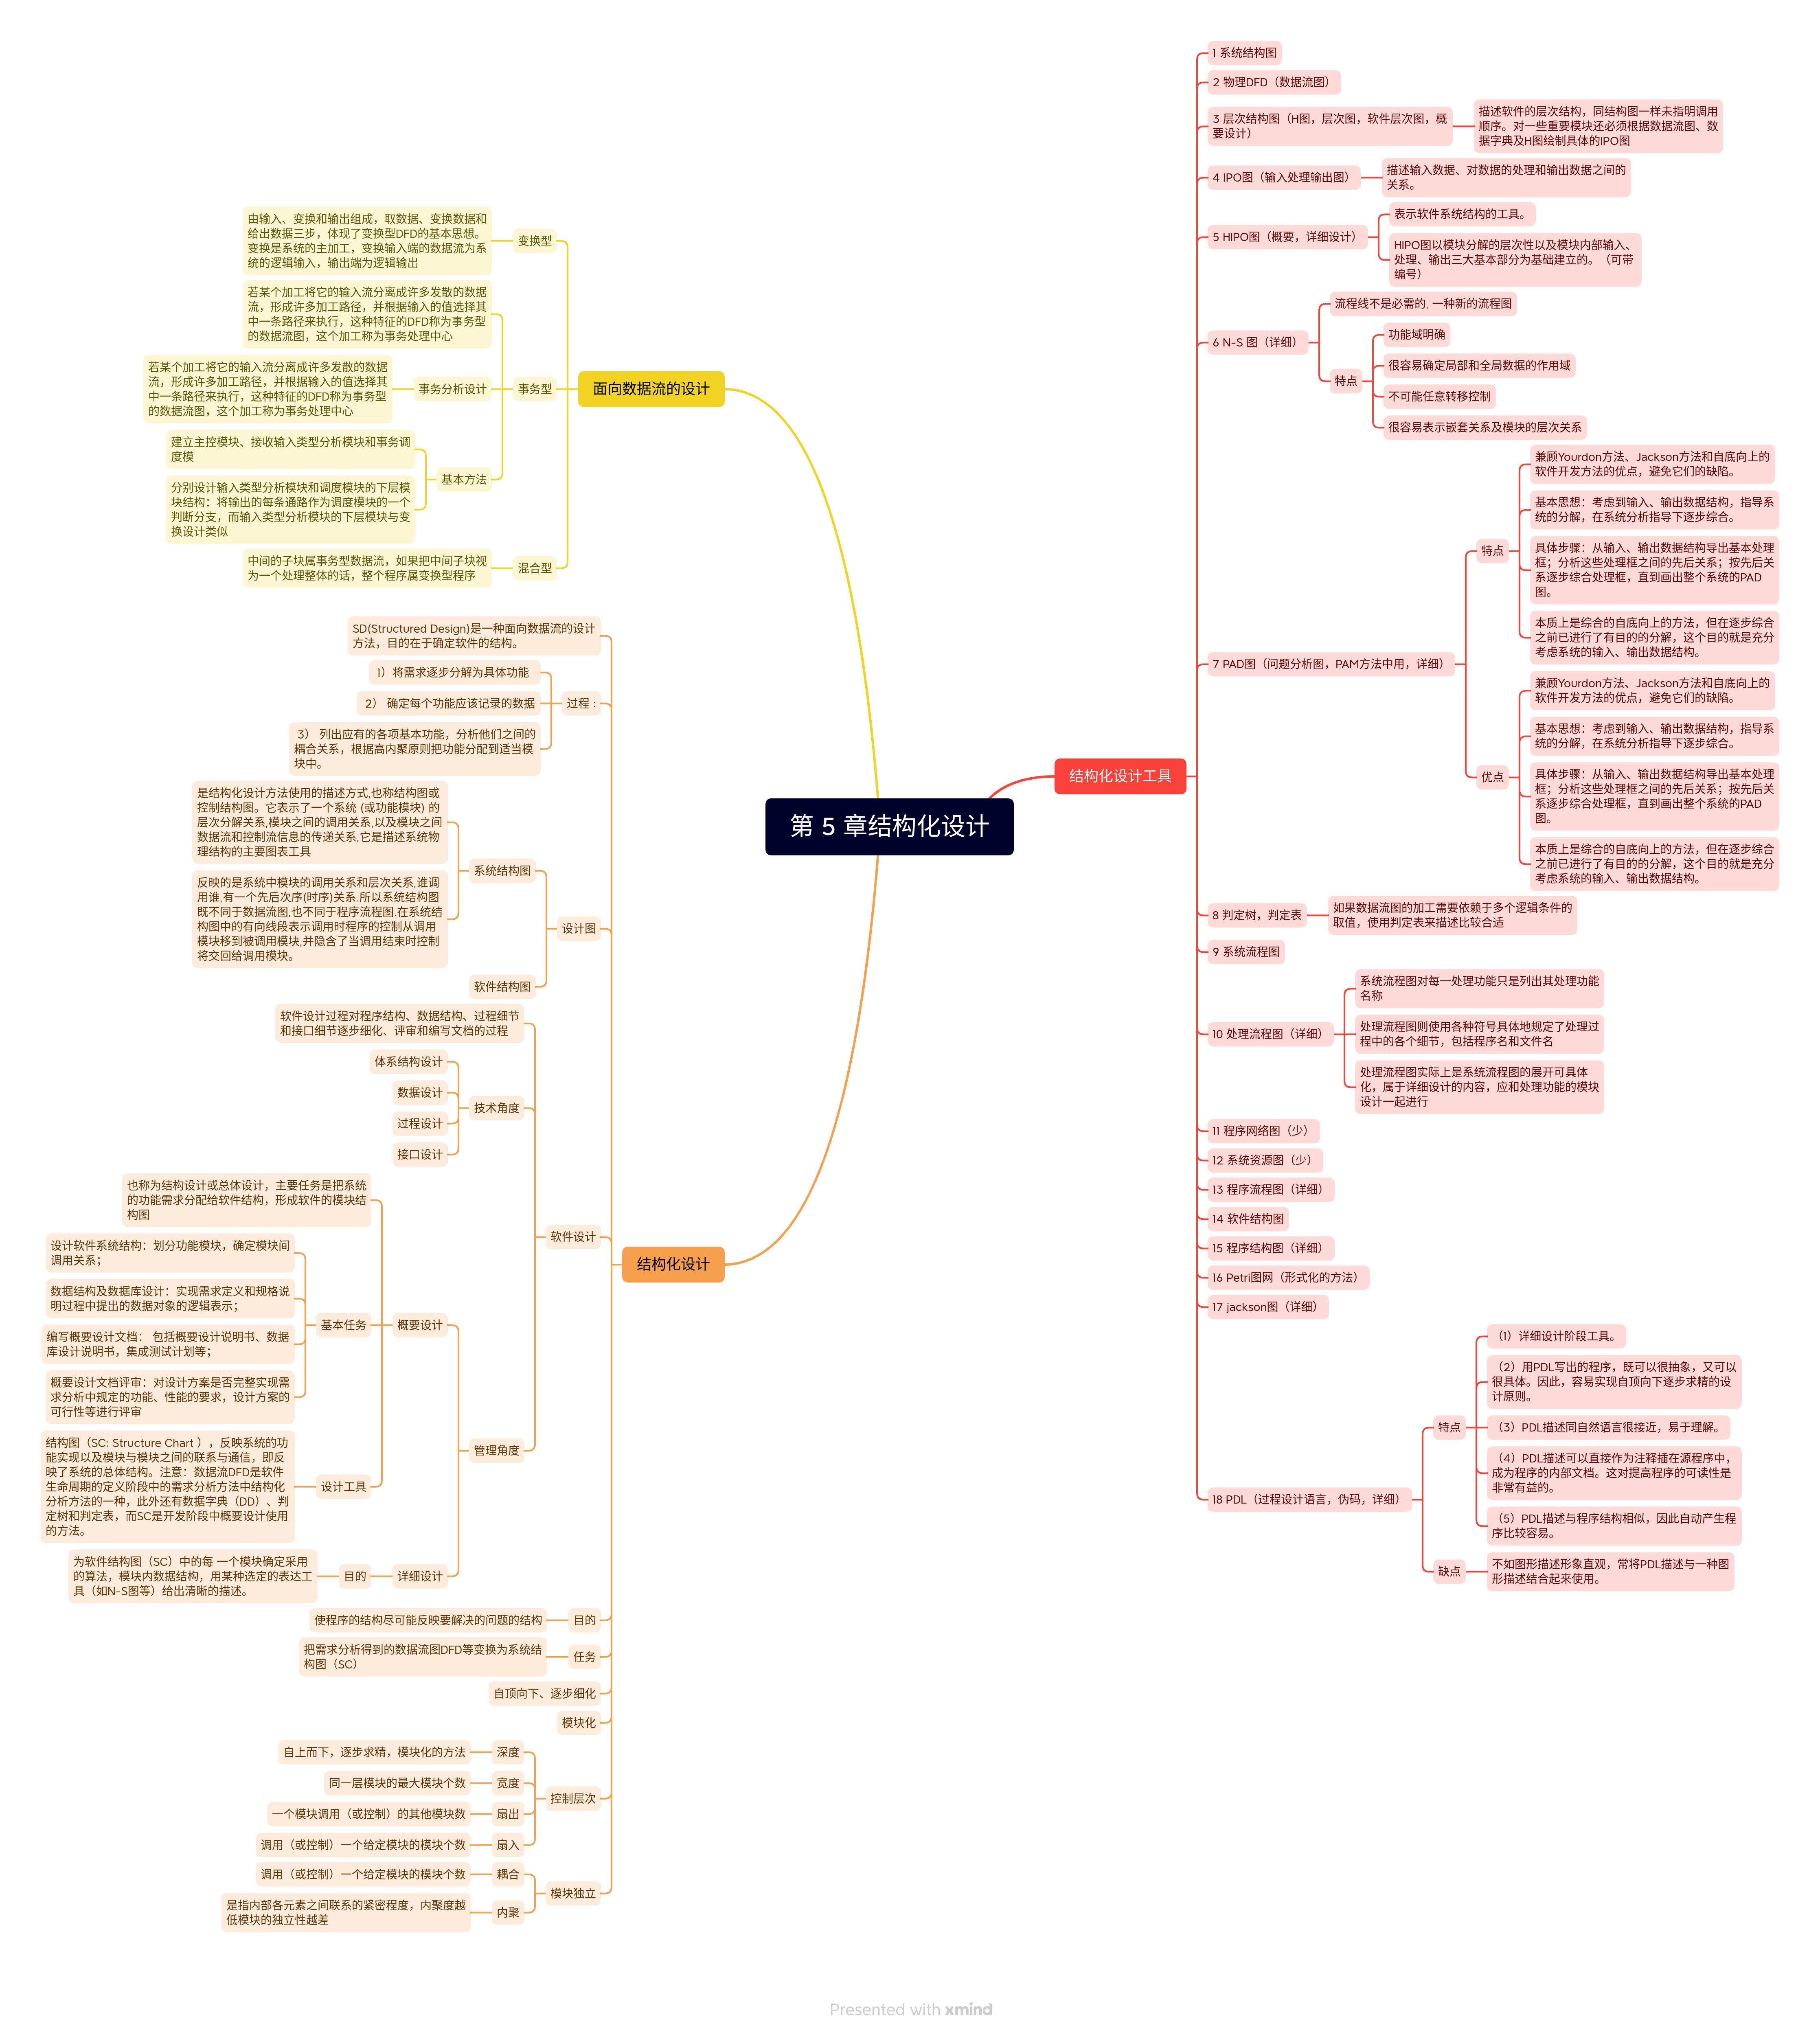 第 5 章结构化设计
结构化设计工具
1 系统结构图
2 物理DFD（数据流图）
3 层次结构图（H图，层次图，软件层次图，概
要设计）
描述软件的层次结构，同结构图一样未指明调用
顺序。对一些重要模块还必须根据数据流图、数
据字典及H图绘制具体的IPO图
4 IPO图（输入处理输出图）
描述输入数据、对数据的处理和输出数据之间的
关系。
5 HIPO图（概要，详细设计）
表示软件系统结构的工具。
HIPO图以模块分解的层次性以及模块内部输入、
处理、输出三大基本部分为基础建立的。（可带
编号）
6 N-S 图（详细）
流程线不是必需的, 一种新的流程图
特点
功能域明确
很容易确定局部和全局数据的作用域
不可能任意转移控制
很容易表示嵌套关系及模块的层次关系
7 PAD图（问题分析图，PAM方法中用，详细）
特点
兼顾Yourdon方法、Jackson方法和自底向上的
软件开发方法的优点，避免它们的缺陷。
基本思想：考虑到输入、输出数据结构，指导系
统的分解，在系统分析指导下逐步综合。
具体步骤：从输入、输出数据结构导出基本处理
框；分析这些处理框之间的先后关系；按先后关
系逐步综合处理框，直到画出整个系统的PAD
图。
本质上是综合的自底向上的方法，但在逐步综合
之前已进行了有目的的分解，这个目的就是充分
考虑系统的输入、输出数据结构。
优点
兼顾Yourdon方法、Jackson方法和自底向上的
软件开发方法的优点，避免它们的缺陷。
基本思想：考虑到输入、输出数据结构，指导系
统的分解，在系统分析指导下逐步综合。
具体步骤：从输入、输出数据结构导出基本处理
框；分析这些处理框之间的先后关系；按先后关
系逐步综合处理框，直到画出整个系统的PAD
图。
本质上是综合的自底向上的方法，但在逐步综合
之前已进行了有目的的分解，这个目的就是充分
考虑系统的输入、输出数据结构。
8 判定树，判定表
如果数据流图的加工需要依赖于多个逻辑条件的
取值，使用判定表来描述比较合适
9 系统流程图
10 处理流程图（详细）
系统流程图对每一处理功能只是列出其处理功能
名称
处理流程图则使用各种符号具体地规定了处理过
程中的各个细节，包括程序名和文件名
处理流程图实际上是系统流程图的展开可具体
化，属于详细设计的内容，应和处理功能的模块
设计一起进行
11 程序网络图（少）
12 系统资源图（少）
13 程序流程图（详细）
14 软件结构图
15 程序结构图（详细）
16 Petri图网（形式化的方法）
17 jackson图（详细）
18 PDL（过程设计语言，伪码，详细）
特点
（1）详细设计阶段工具。
（2）用PDL写出的程序，既可以很抽象，又可以
很具体。因此，容易实现自顶向下逐步求精的设
计原则。
（3）PDL描述同自然语言很接近，易于理解。
（4）PDL描述可以直接作为注释插在源程序中，
成为程序的内部文档。这对提高程序的可读性是
非常有益的。
（5）PDL描述与程序结构相似，因此自动产生程
序比较容易。
缺点
不如图形描述形象直观，常将PDL描述与一种图
形描述结合起来使用。
面向数据流的设计
变换型
由输入、变换和输出组成，取数据、变换数据和
给出数据三步，体现了变换型DFD的基本思想。
变换是系统的主加工，变换输入端的数据流为系
统的逻辑输入，输出端为逻辑输出
事务型
若某个加工将它的输入流分离成许多发散的数据
流，形成许多加工路径，并根据输入的值选择其
中一条路径来执行，这种特征的DFD称为事务型
的数据流图，这个加工称为事务处理中心
事务分析设计
若某个加工将它的输入流分离成许多发散的数据
流，形成许多加工路径，并根据输入的值选择其
中一条路径来执行，这种特征的DFD称为事务型
的数据流图，这个加工称为事务处理中心
基本方法
建立主控模块、接收输入类型分析模块和事务调
度模
分别设计输入类型分析模块和调度模块的下层模
块结构：将输出的每条通路作为调度模块的一个
判断分支，而输入类型分析模块的下层模块与变
换设计类似
混合型
中间的子块属事务型数据流，如果把中间子块视
为一个处理整体的话，整个程序属变换型程序
结构化设计
SD(Structured Design)是一种面向数据流的设计
方法，目的在于确定软件的结构。
过程 :
1）将需求逐步分解为具体功能
2） 确定每个功能应该记录的数据
3） 列出应有的各项基本功能，分析他们之间的
耦合关系，根据高内聚原则把功能分配到适当模
块中。
设计图
系统结构图
是结构化设计方法使用的描述方式,也称结构图或
控制结构图。它表示了一个系统 (或功能模块) 的
层次分解关系,模块之间的调用关系,以及模块之间
数据流和控制流信息的传递关系,它是描述系统物
理结构的主要图表工具
反映的是系统中模块的调用关系和层次关系,谁调
用谁,有一个先后次序(时序)关系.所以系统结构图
既不同于数据流图,也不同于程序流程图.在系统结
构图中的有向线段表示调用时程序的控制从调用
模块移到被调用模块,并隐含了当调用结束时控制
将交回给调用模块。
软件结构图
软件设计
软件设计过程对程序结构、数据结构、过程细节
和接口细节逐步细化、评审和编写文档的过程
技术角度
体系结构设计
数据设计
过程设计
接口设计
管理角度
概要设计
也称为结构设计或总体设计，主要任务是把系统
的功能需求分配给软件结构，形成软件的模块结
构图
基本任务
设计软件系统结构：划分功能模块，确定模块间
调用关系；
数据结构及数据库设计：实现需求定义和规格说
明过程中提出的数据对象的逻辑表示；
编写概要设计文档： 包括概要设计说明书、数据
库设计说明书，集成测试计划等；
概要设计文档评审：对设计方案是否完整实现需
求分析中规定的功能、性能的要求，设计方案的
可行性等进行评审
设计工具
结构图（SC: Structure Chart ），反映系统的功
能实现以及模块与模块之间的联系与通信，即反
映了系统的总体结构。注意：数据流DFD是软件
生命周期的定义阶段中的需求分析方法中结构化
分析方法的一种，此外还有数据字典（DD）、判
定树和判定表，而SC是开发阶段中概要设计使用
的方法。
详细设计
目的
为软件结构图（SC）中的每 一个模块确定采用
的算法，模块内数据结构，用某种选定的表达工
具（如N-S图等）给出清晰的描述。
目的
使程序的结构尽可能反映要解决的问题的结构
任务
把需求分析得到的数据流图DFD等变换为系统结
构图（SC）
自顶向下、逐步细化
模块化
控制层次
深度
自上而下，逐步求精，模块化的方法
宽度
同一层模块的最大模块个数
扇出
一个模块调用（或控制）的其他模块数
扇入
调用（或控制）一个给定模块的模块个数
模块独立
耦合
调用（或控制）一个给定模块的模块个数
内聚
是指内部各元素之间联系的紧密程度，内聚度越
低模块的独立性越差
Presented with xmind